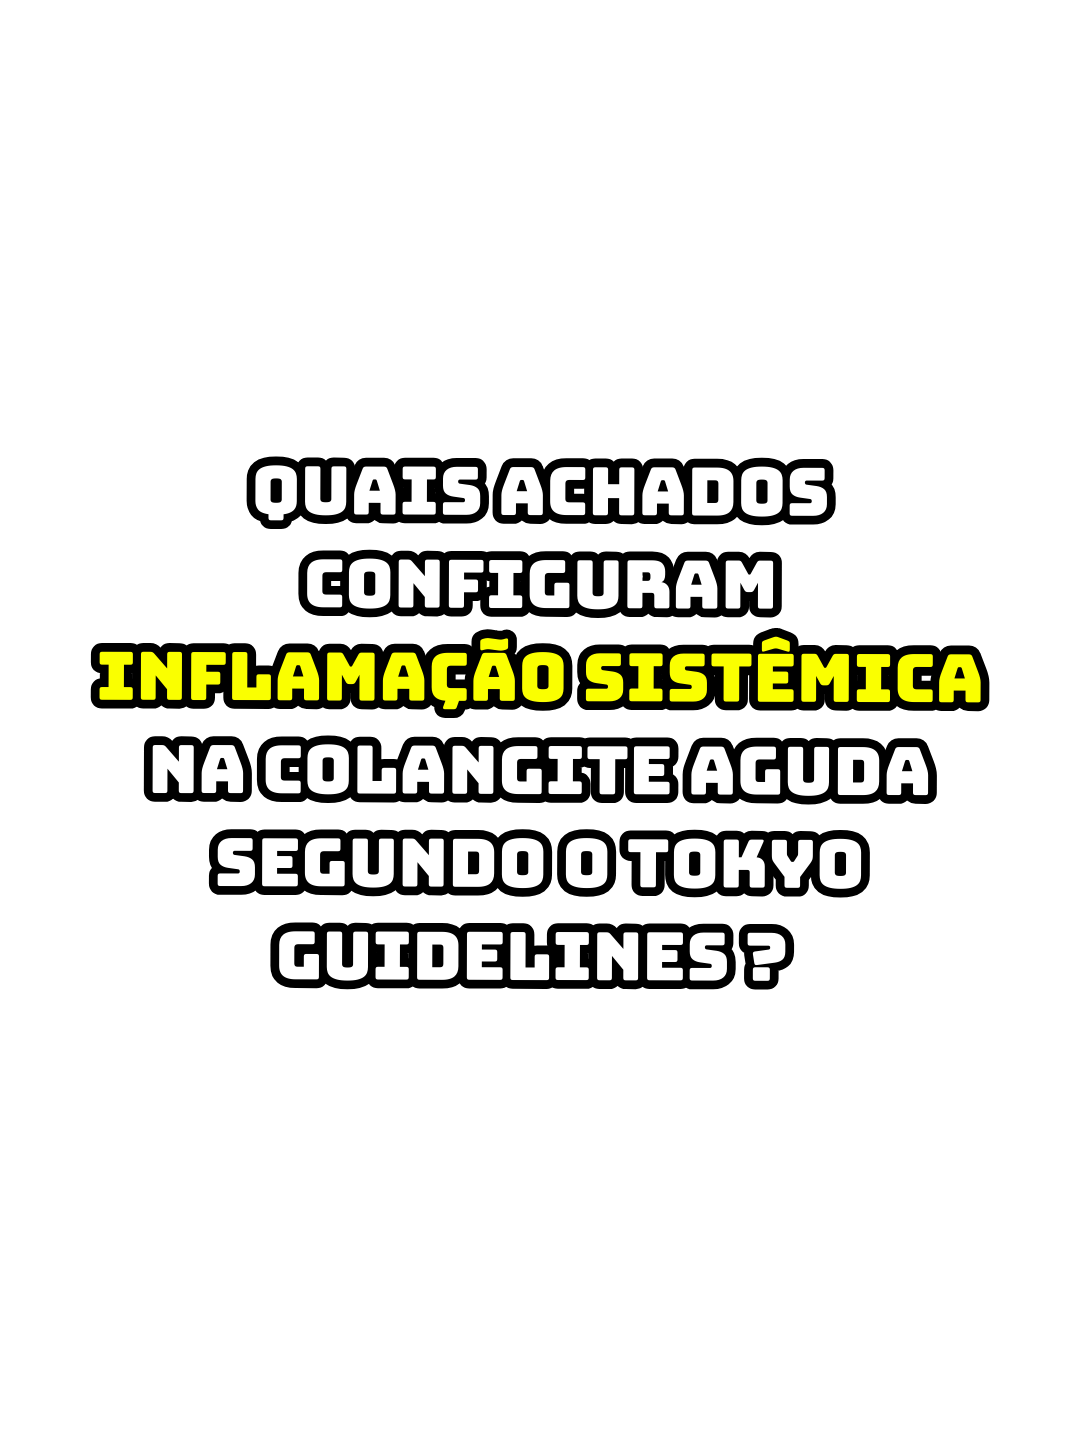 QUAIS ACHADOS
CONFIGURAM
INFLAMAÇÃO SISTÊMICA
NA COLANGITE AGUDA
SEGUNDO O TOKYO
GUIDELINES ?